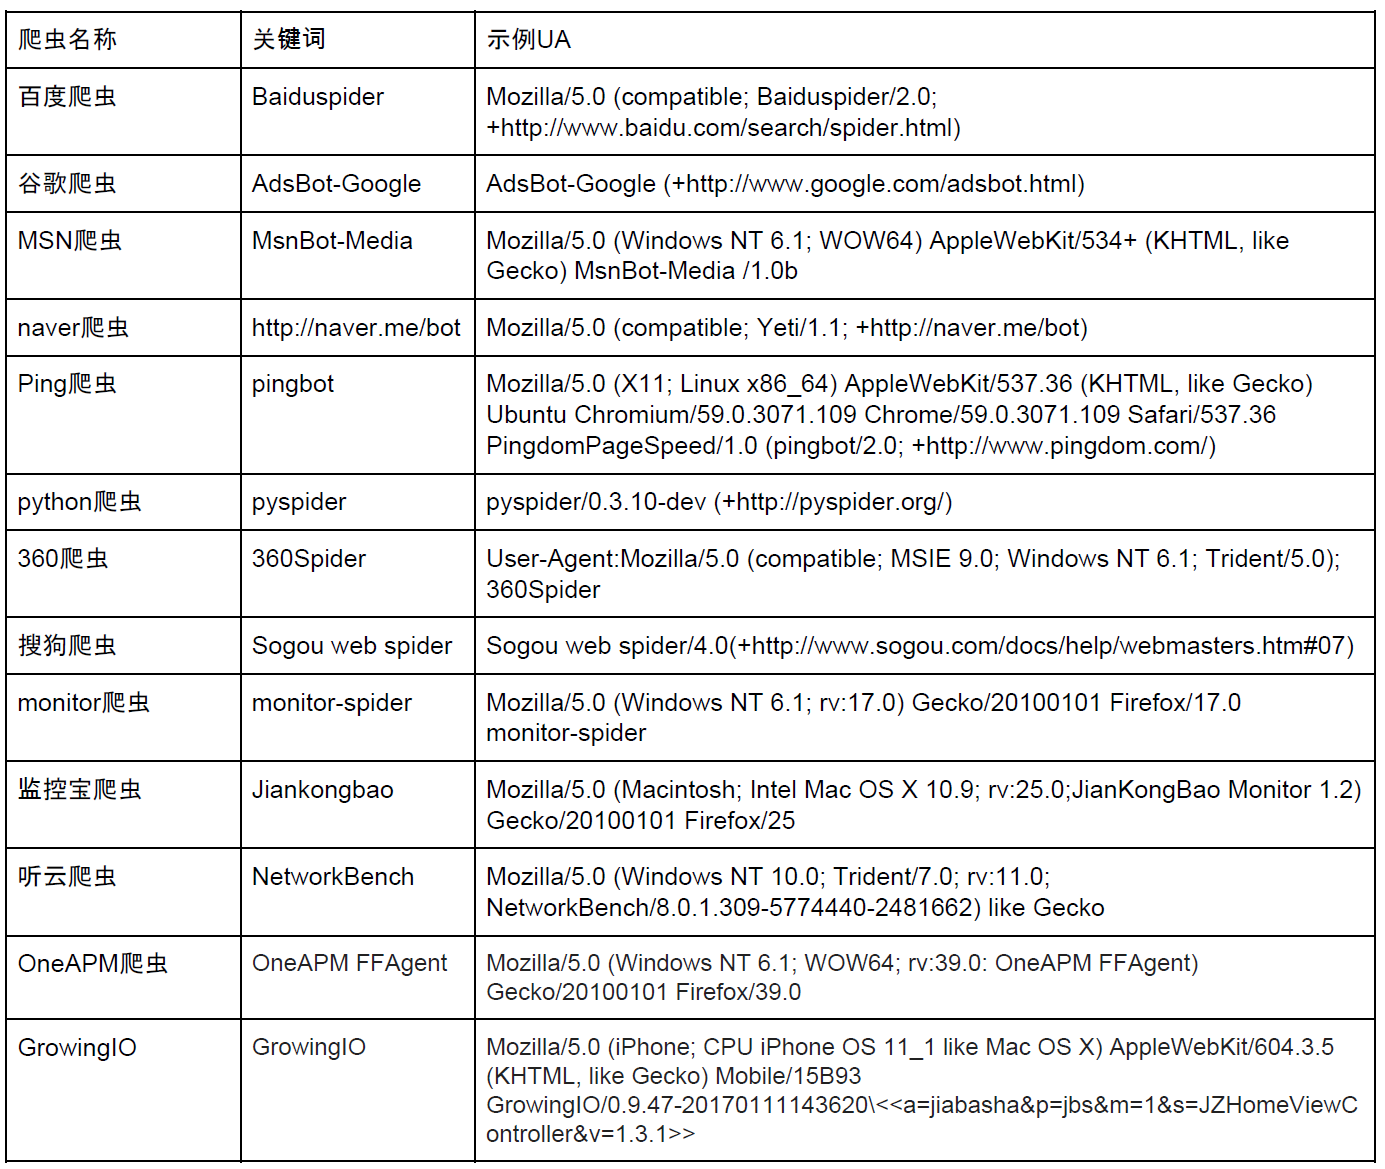 爬虫名称 关键词 示例UA
百度爬虫 Baiduspider Mozilla/5.0 (compatible; Baiduspider/2.0;
+http://www.baidu.com/search/spider.html)
谷歌爬虫 AdsBot-Google AdsBot-Google (+http://www.google.com/adsbot.html)
MSN爬虫 MsnBot-Media Mozilla/5.0 (Windows NT 6.1; WOW64) AppleWebKit/534+ (KHTML, like
Gecko) MsnBot-Media /1.0b
naver爬虫 http://naver.me/bot Mozilla/5.0 (compatible; Yeti/1.1; +http://naver.me/bot)
Ping爬虫 pingbot Mozilla/5.0 (X11; Linux x86_64) AppleWebKit/537.36 (KHTML, like Gecko)
Ubuntu Chromium/59.0.3071.109 Chrome/59.0.3071.109 Safari/537.36
PingdomPageSpeed/1.0 (pingbot/2.0; +http://www.pingdom.com/)
python爬虫 pyspider pyspider/0.3.10-dev (+http://pyspider.org/)
360爬虫 360Spider User-Agent:Mozilla/5.0 (compatible; MSIE 9.0; Windows NT 6.1; Trident/5.0);
360Spider
搜狗爬虫 Sogou web spider Sogou web spider/4.0(+http://www.sogou.com/docs/help/webmasters.htm#07)
monitor爬虫 monitor-spider Mozilla/5.0 (Windows NT 6.1; rv:17.0) Gecko/20100101 Firefox/17.0
monitor-spider
监控宝爬虫 Jiankongbao Mozilla/5.0 (Macintosh; Intel Mac OS X 10.9; rv:25.0;JianKongBao Monitor 1.2)
Gecko/20100101 Firefox/25
听云爬虫 NetworkBench Mozilla/5.0 (Windows NT 10.0; Trident/7.0; rv:11.0;
NetworkBench/8.0.1.309-5774440-2481662) like Gecko
OneAPM爬虫 OneAPM FFAgent Mozilla/5.0 (Windows NT 6.1; WOW64; rv:39.0: OneAPM FFAgent)
Gecko/20100101 Firefox/39.0
GrowingIO GrowingIO Mozilla/5.0 (iPhone; CPU iPhone OS 11_1 like Mac OS X) AppleWebKit/604.3.5
(KHTML, like Gecko) Mobile/15B93
GrowingIO/0.9.47-20170111143620\<<a=jiabasha&p=jbs&m=1&s=JZHomeViewC
ontroller&v=1.3.1>>